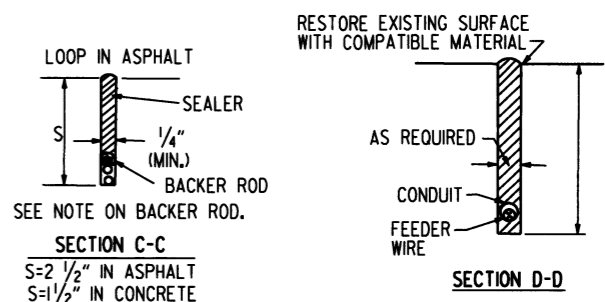 LOOP IN ASPHALT
S
SEALER
1/4"
(MIN.)
BACKER ROD
SEE NOTE ON BACKER ROD.
SECTION C-C
S=2 1/2" IN ASPHALT
S=1 1/2" IN CONCRETE
RESTORE EXISTING SURFACE
WITH COMPATIBLE MATERIAL
AS REQUIRED
CONDUIT
FEEDER
WIRE
SECTION D-D